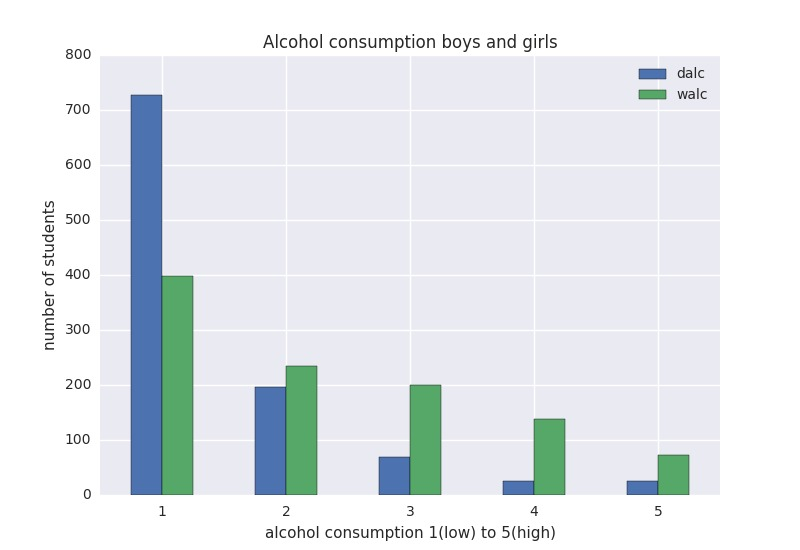 Alcohol consumption boys and girls
800
700
600
500
400
300
200
100
0
number of students
dalc
walc
1 2 3 4 5
alcohol consumption 1(low) to 5(high)